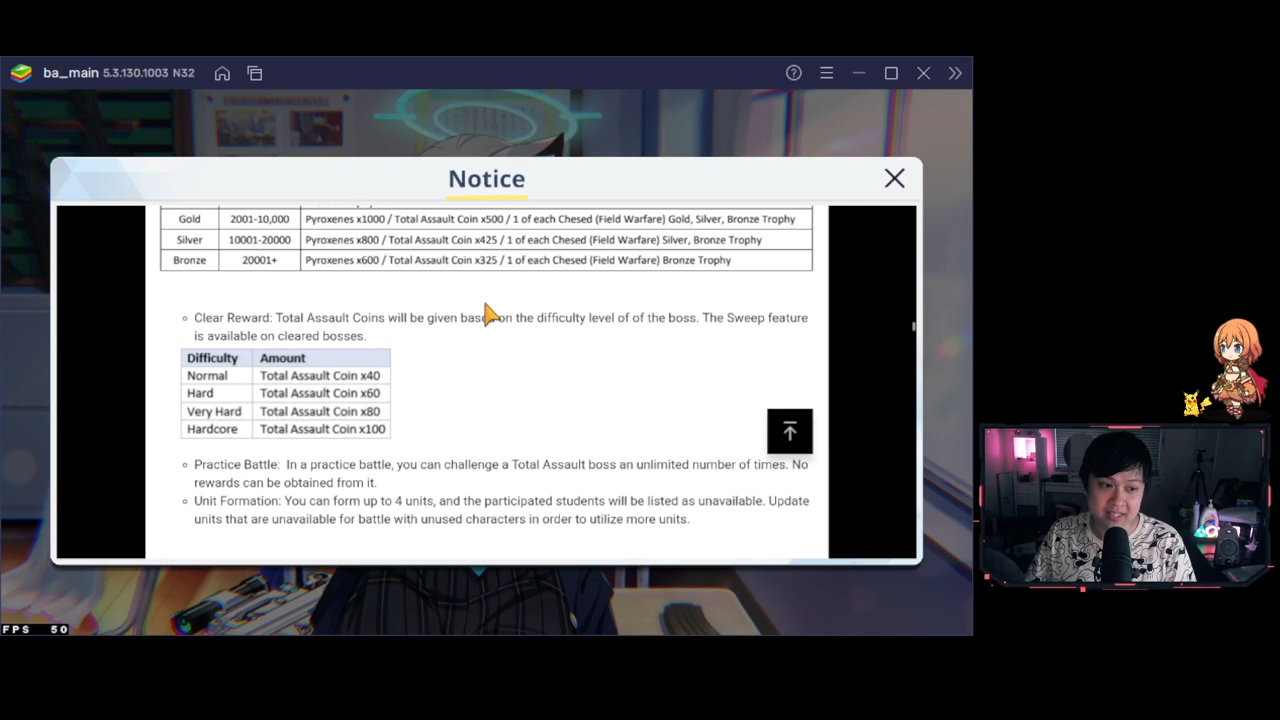 ba_main 5.3.130.1003 N32
Notice
Gold 2001-10,000 Pyroxenes x1000 / Total Assault Coin x500 / 1 of each Chesed (Field Warfare) Gold, Silver, Bronze Trophy
Silver 10001-20000 Pyroxenes x800 / Total Assault Coin x425 / 1 of each Chesed (Field Warfare) Silver, Bronze Trophy
Bronze 20001+ Pyroxenes x600 / Total Assault Coin x325 / 1 of each Chesed (Field Warfare) Bronze Trophy
Clear Reward: Total Assault Coins will be given based on the difficulty level of of the boss. The Sweep feature
is available on cleared bosses.
Difficulty Amount
Normal Total Assault Coin x40
Hard Total Assault Coin x60
Very Hard Total Assault Coin x80
Hardcore Total Assault Coin x100
Practice Battle: In a practice battle, you can challenge a Total Assault boss an unlimited number of times. No
rewards can be obtained from it.
Unit Formation: You can form up to 4 units, and the participated students will be listed as unavailable. Update
units that are unavailable for battle with unused characters in order to utilize more units.
FPS 50